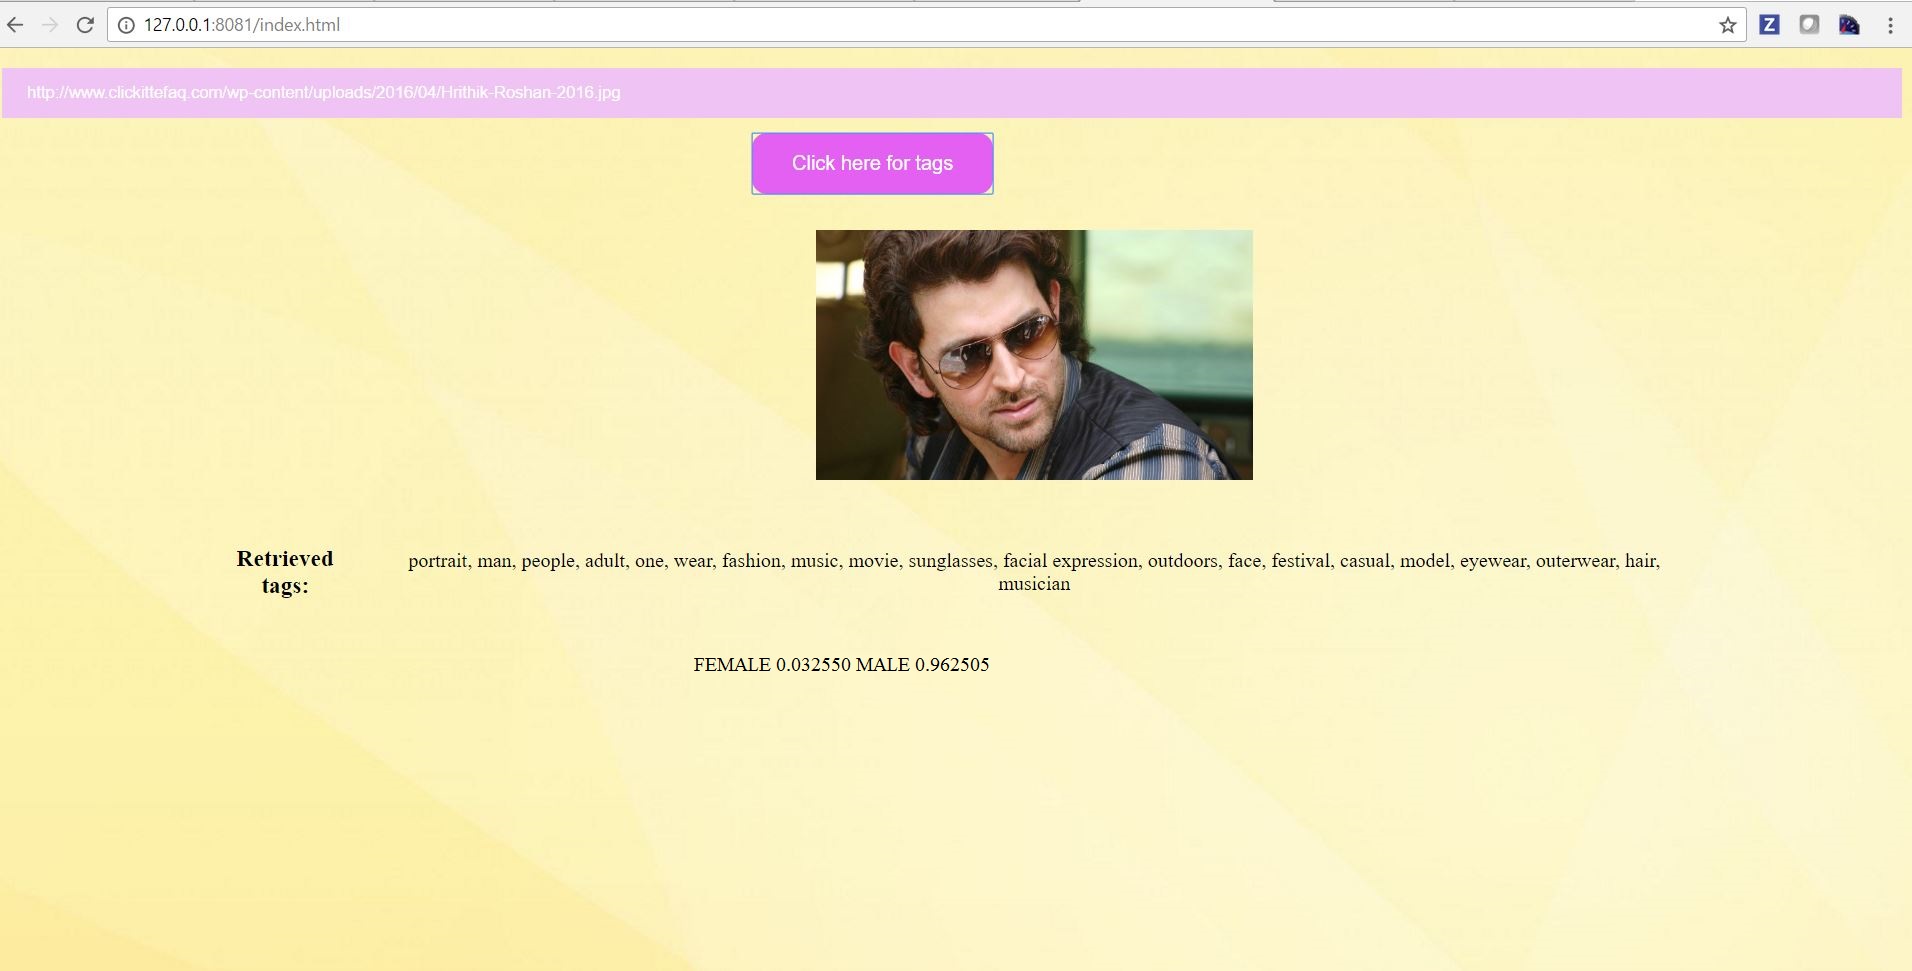 127.0.0.1:8081/index.html
Z
http://www.clickittefaq.com/wp-content/uploads/2016/04/Hrithik-Roshan-2016.jpg
Click here for tags
Retrieved
tags:
portrait, man, people, adult, one, wear, fashion, music, movie, sunglasses, facial expression, outdoors, face, festival, casual, model, eyewear, outerwear, hair,
musician
FEMALE 0.032550 MALE 0.962505